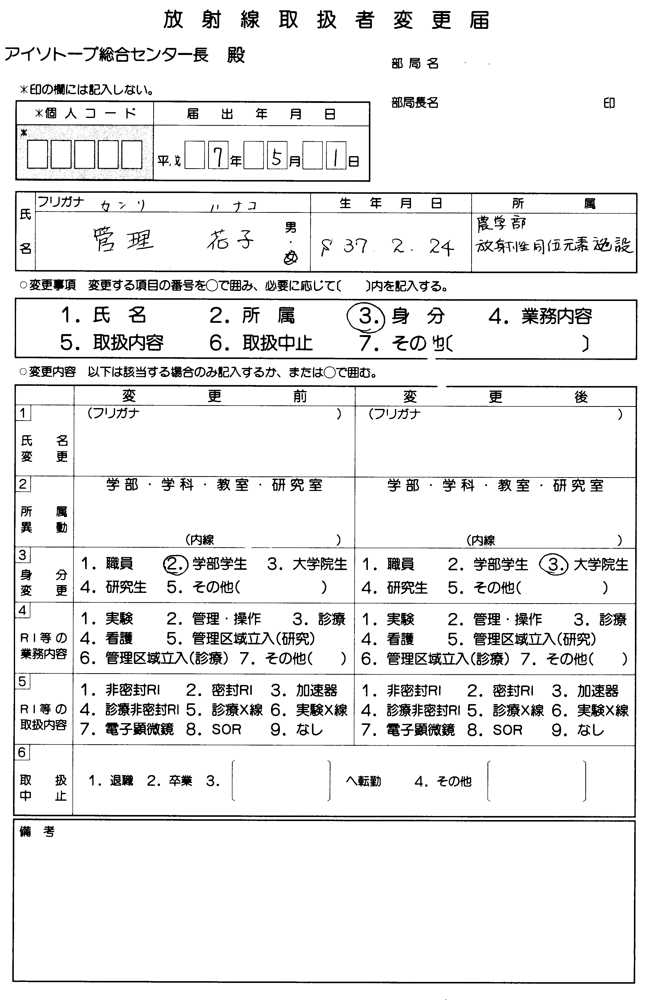 放射線取扱者変更届
アイソトープ総合センター長 殿
部局名
*印の欄には記入しない。
部局長名 印
*個人コード 届出年月日
*
平成 7年 5月 1日
氏名 フリガナ カンリ ハナコ 生年月日 所属
管理 花子 男・女 S 37. 2. 24 農学部
放射性同位元素施設
○変更事項 変更する項目の番号を○で囲み、必要に応じて〔 〕内を記入する。
1. 氏名 2. 所属 3. 身分 4. 業務内容
5. 取扱内容 6. 取扱中止 7. その他〔 〕
○変更内容 以下は該当する場合のみ記入するか、または○で囲む。
変更前 変更後
1 (フリガナ ) (フリガナ )
氏名
変更
2 学部・学科・教室・研究室 学部・学科・教室・研究室
所属
異動
(内線 ) (内線 )
3 1. 職員 2. 学部学生 3. 大学院生 1. 職員 2. 学部学生 3. 大学院生
身分
変更 4. 研究生 5. その他( ) 4. 研究生 5. その他( )
4 1. 実験 2. 管理・操作 3. 診療 1. 実験 2. 管理・操作 3. 診療
RI等の 4. 看護 5. 管理区域立入(研究) 4. 看護 5. 管理区域立入(研究)
業務内容 6. 管理区域立入(診療) 7. その他( ) 6. 管理区域立入(診療) 7. その他( )
5 1. 非密封RI 2. 密封RI 3. 加速器 1. 非密封RI 2. 密封RI 3. 加速器
RI等の 4. 診療非密封RI 5. 診療X線 6. 実験X線 4. 診療非密封RI 5. 診療X線 6. 実験X線
取扱内容 7. 電子顕微鏡 8. SOR 9. なし 7. 電子顕微鏡 8. SOR 9. なし
6
取扱 1. 退職 2. 卒業 3. 〔 〕 へ転勤 4. その他 〔 〕
中止
備考